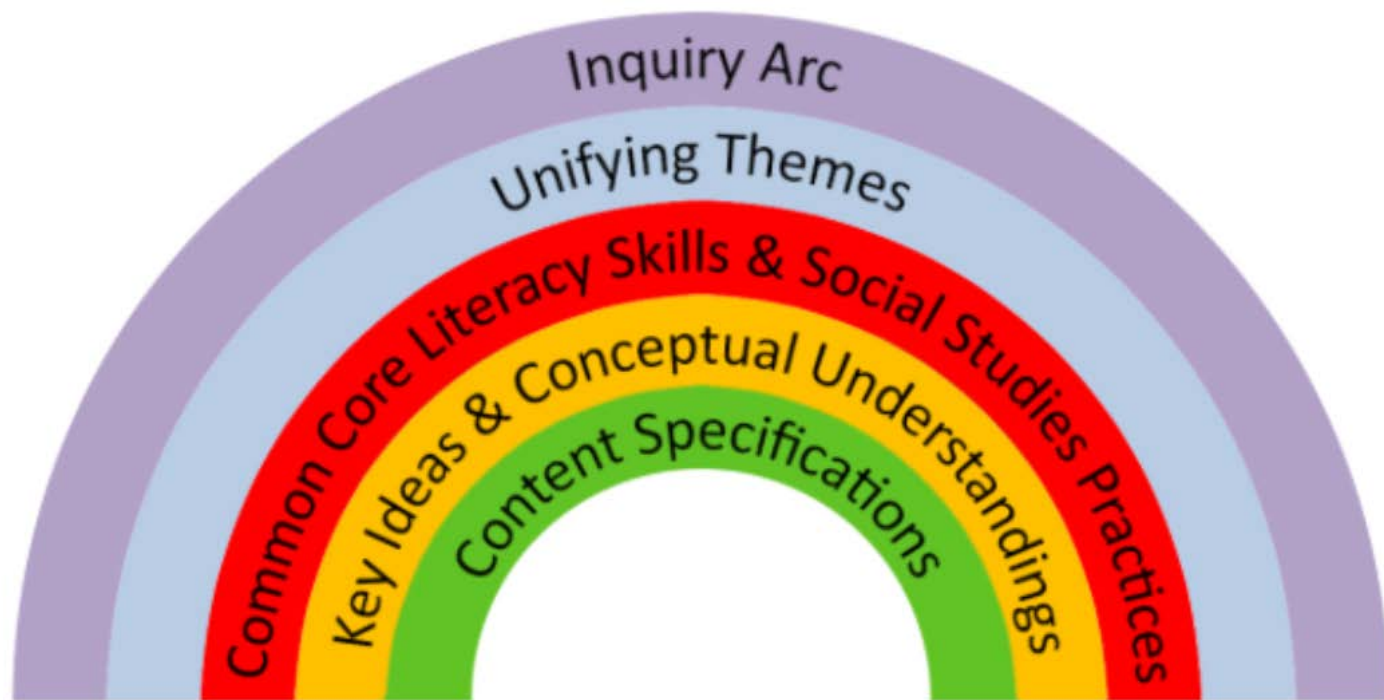 Inquiry Arc
Unifying Themes
Common Core Literacy Skills & Social Studies Practices
Key Ideas & Conceptual Understandings
Content Specifications